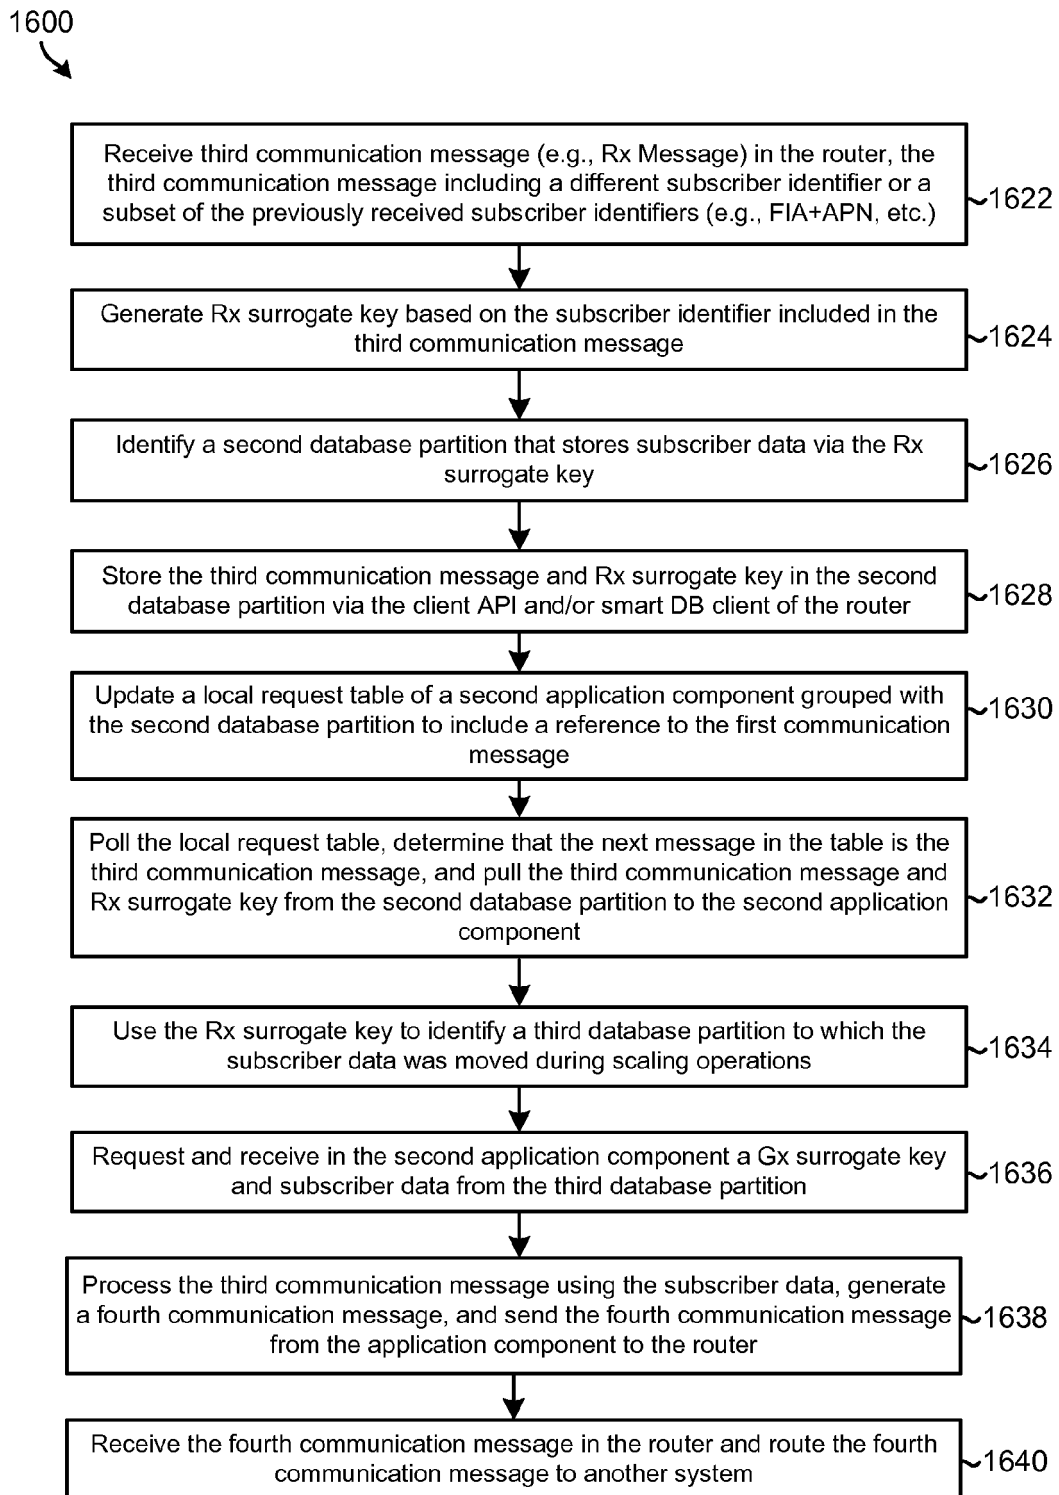 1600
Receive third communication message (e.g., Rx Message) in the router, the
third communication message including a different subscriber identifier or a
subset of the previously received subscriber identifiers (e.g., FIA+APN, etc.)
1622
Generate Rx surrogate key based on the subscriber identifier included in the
third communication message
1624
Identify a second database partition that stores subscriber data via the Rx
surrogate key
1626
Store the third communication message and Rx surrogate key in the second
database partition via the client API and/or smart DB client of the router
1628
Update a local request table of a second application component grouped with
the second database partition to include a reference to the first communication
message
1630
Poll the local request table, determine that the next message in the table is the
third communication message, and pull the third communication message and
Rx surrogate key from the second database partition to the second application
component
1632
Use the Rx surrogate key to identify a third database partition to which the
subscriber data was moved during scaling operations
1634
Request and receive in the second application component a Gx surrogate key
and subscriber data from the third database partition
1636
Process the third communication message using the subscriber data, generate
a fourth communication message, and send the fourth communication message
from the application component to the router
1638
Receive the fourth communication message in the router and route the fourth
communication message to another system
1640